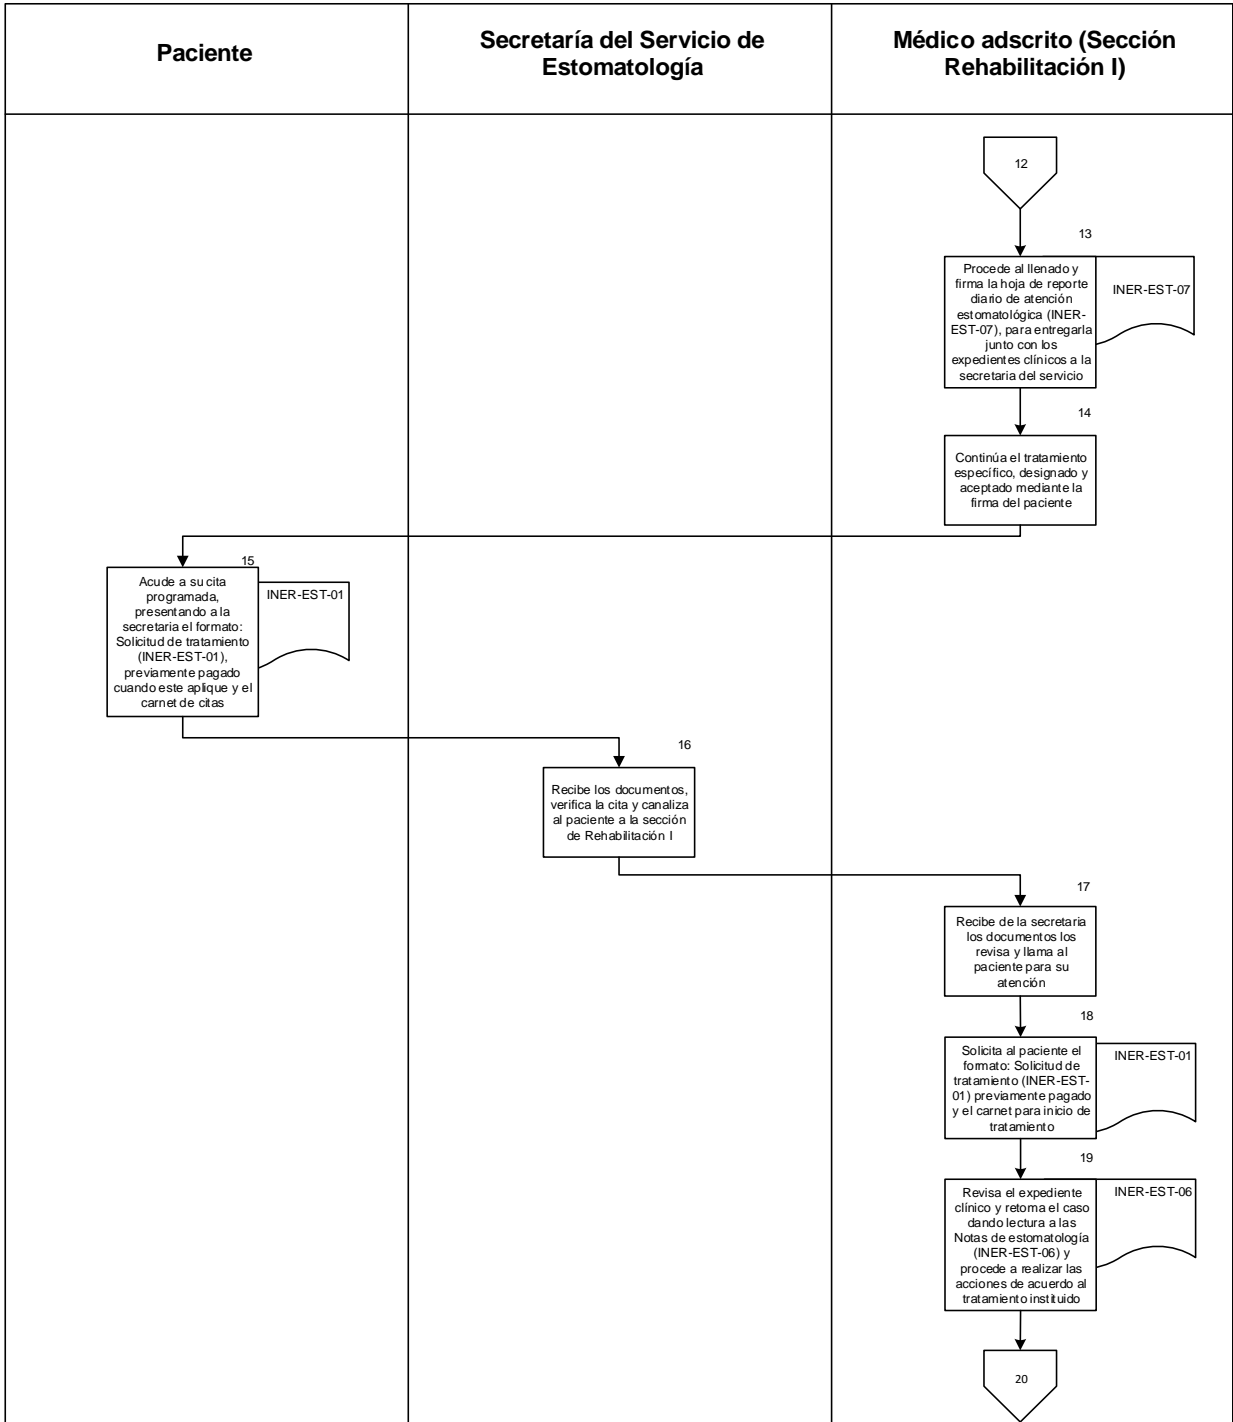 Paciente
Secretaría del Servicio de
Estomatología
Médico adscrito (Sección
Rehabilitación I)
12
13
Procede al llenado y
firma la hoja de reporte
diario de atención
estomatológica (INER-
EST-07), para entregarla
junto con los
expedientes clínicos a la
secretaria del servicio
INER-EST-07
14
Continúa el tratamiento
específico, designado y
aceptado mediante la
firma del paciente
15
Acude a su cita
programada,
presentando a la
secretaria el formato:
Solicitud de tratamiento
(INER-EST-01),
previamente pagado
cuando este aplique y el
carnet de citas
INER-EST-01
16
Recibe los documentos,
verifica la cita y canaliza
al paciente a la sección
de Rehabilitación I
17
Recibe de la secretaria
los documentos los
revisa y llama al
paciente para su
atención
18
Solicita al paciente el
formato: Solicitud de
tratamiento (INER-EST-
01) previamente pagado
y el carnet para inicio de
tratamiento
INER-EST-01
19
Revisa el expediente
clínico y retoma el caso
dando lectura a las
Notas de estomatología
(INER-EST-06) y
procede a realizar las
acciones de acuerdo al
tratamiento instituido
INER-EST-06
20